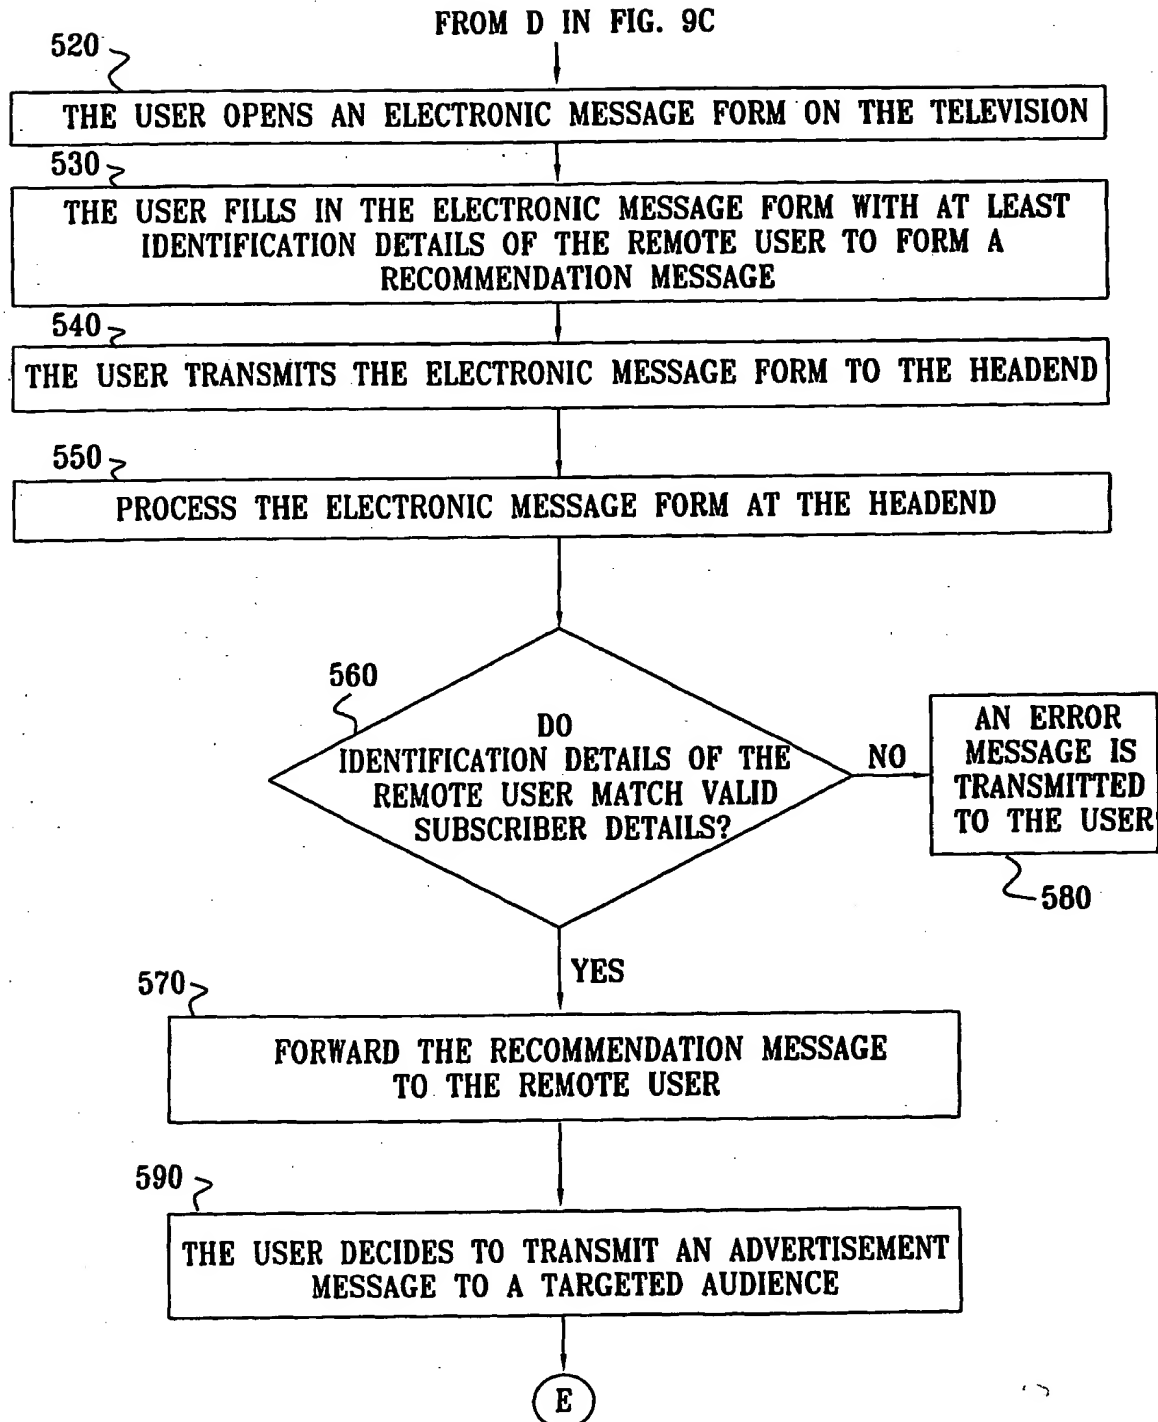 FROM D IN FIG. 9C
520
THE USER OPENS AN ELECTRONIC MESSAGE FORM ON THE TELEVISION
530
THE USER FILLS IN THE ELECTRONIC MESSAGE FORM WITH AT LEAST
IDENTIFICATION DETAILS OF THE REMOTE USER TO FORM A
RECOMMENDATION MESSAGE
540
THE USER TRANSMITS THE ELECTRONIC MESSAGE FORM TO THE HEADEND
550
PROCESS THE ELECTRONIC MESSAGE FORM AT THE HEADEND
560
DO
IDENTIFICATION DETAILS OF THE
REMOTE USER MATCH VALID
SUBSCRIBER DETAILS?
NO
AN ERROR
MESSAGE IS
TRANSMITTED
TO THE USER
580
YES
570
FORWARD THE RECOMMENDATION MESSAGE
TO THE REMOTE USER
590
THE USER DECIDES TO TRANSMIT AN ADVERTISEMENT
MESSAGE TO A TARGETED AUDIENCE
E